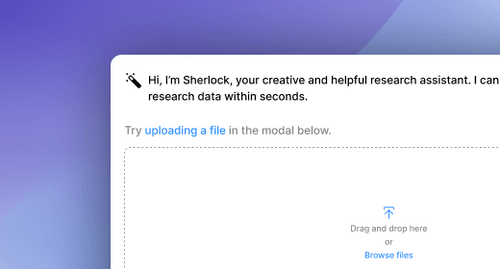 Hi, I'm Sherlock, your creative and helpful research assistant. I can
research data within seconds.
Try uploading a file in the modal below.
Drag and drop here
or
Browse files